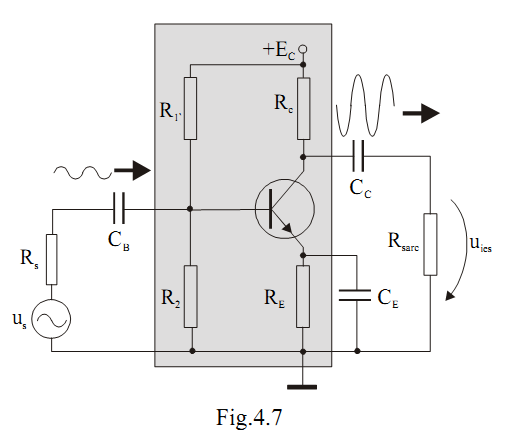 +E_C
R_1'
R_c
C_C
C_B
R_s
R_sarc
u_ies
R_2
R_E
C_E
u_s
Fig.4.7